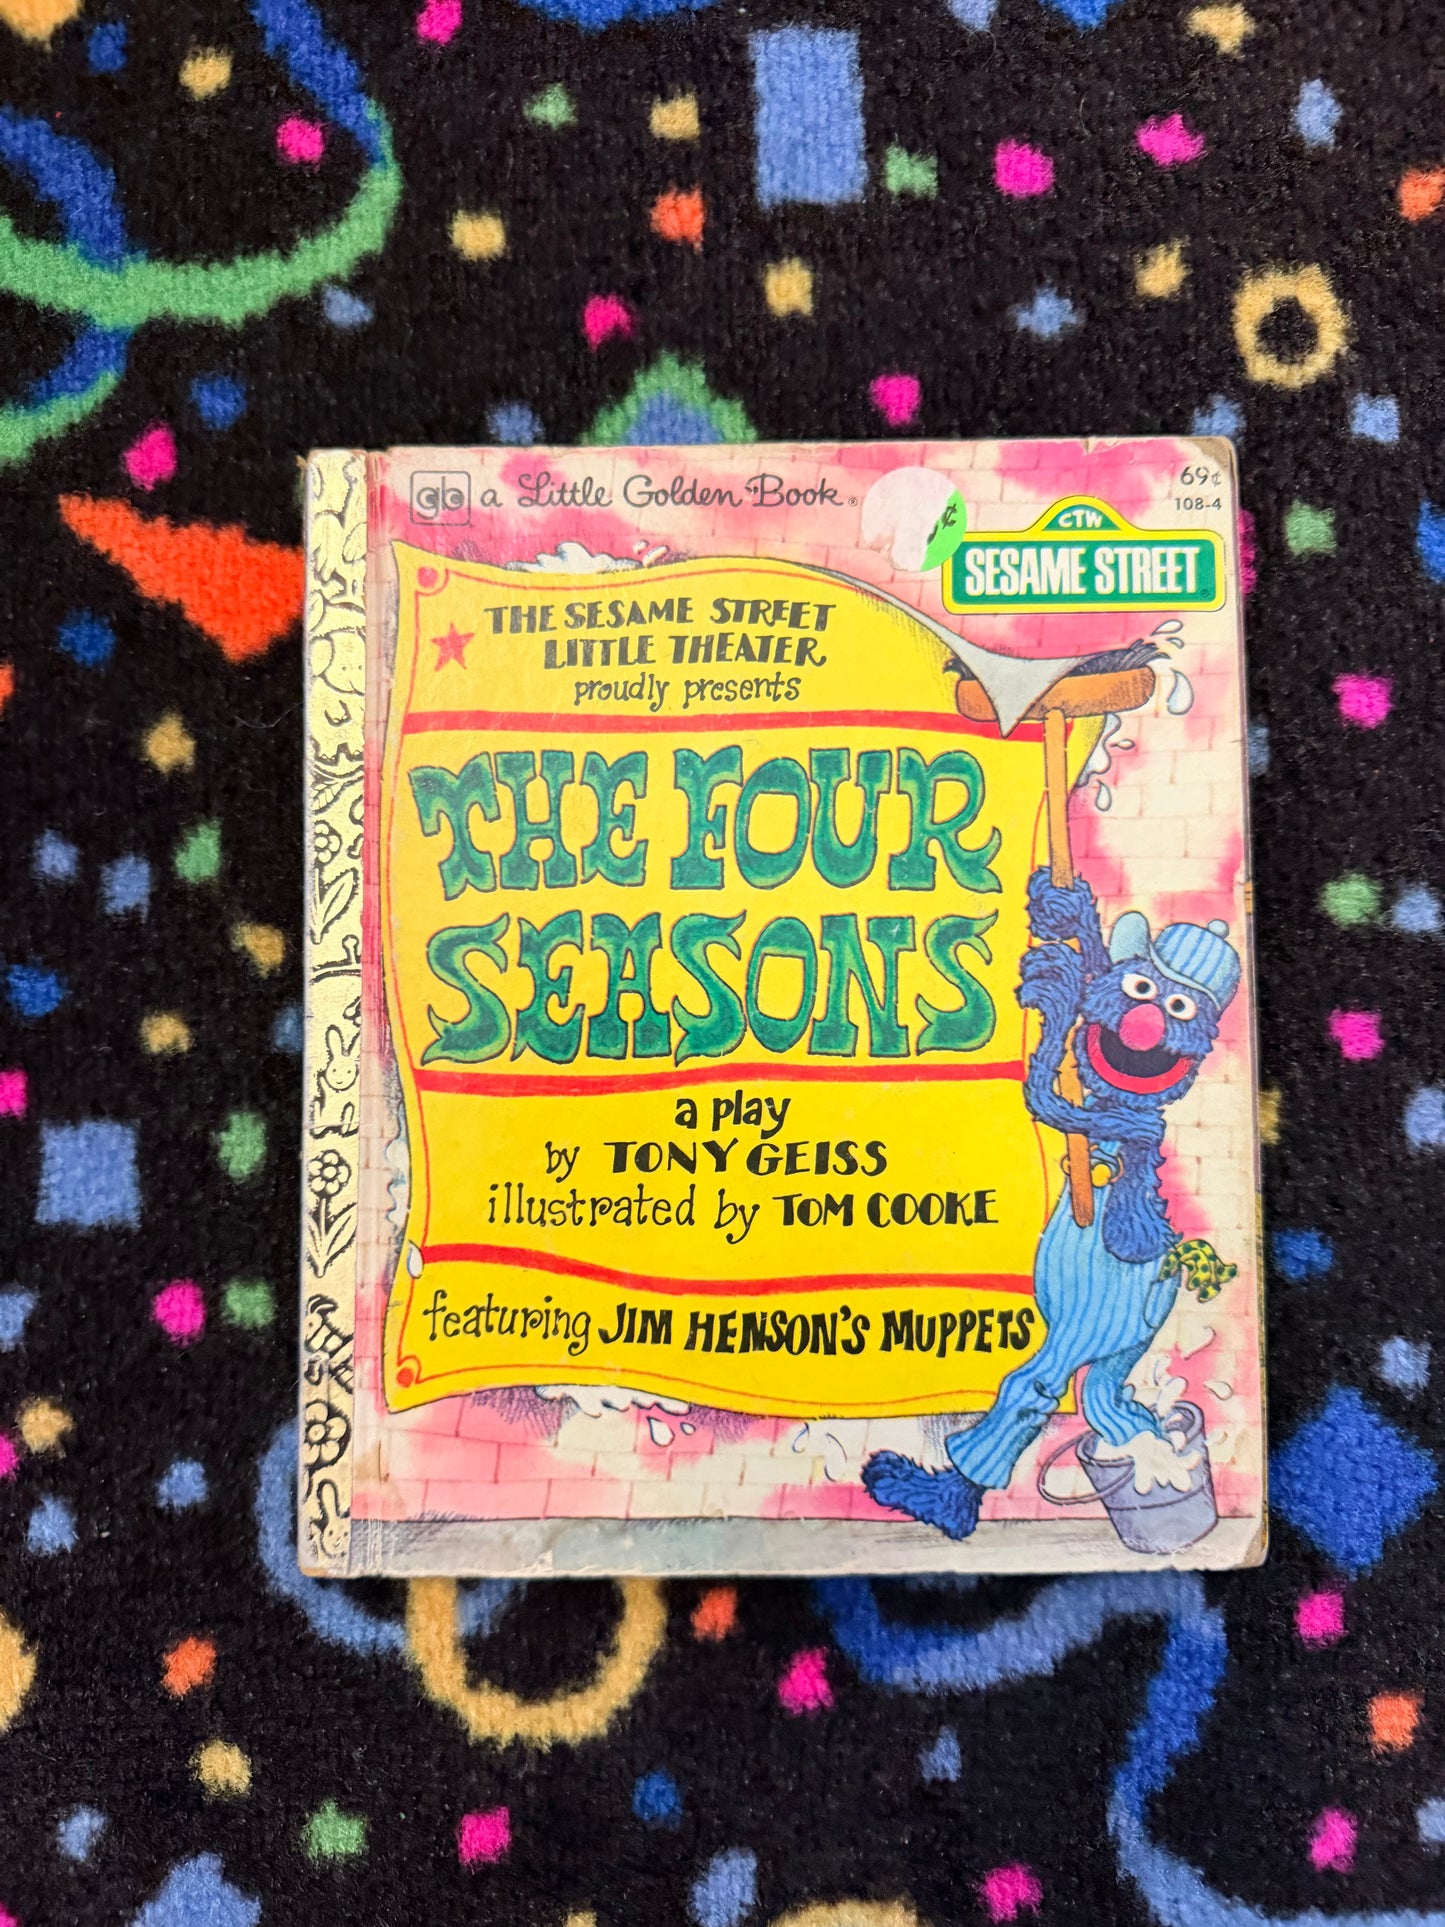 gb a Little Golden Book®
69¢
108-4
CTW
SESAME STREET
THE SESAME STREET
LITTLE THEATER
proudly presents
THE FOUR
SEASONS
a play
by TONY GEISS
illustrated by TOM COOKE
featuring JIM HENSON'S MUPPETS